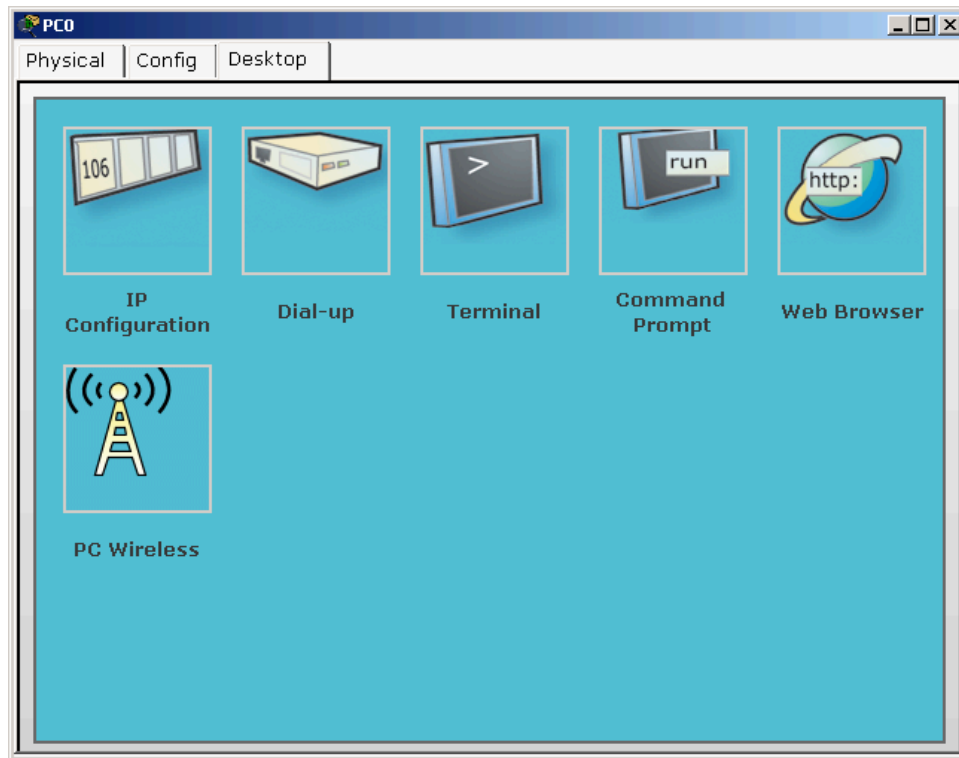 PC0
Physical Config Desktop
106
>
run
http:
IP
Configuration
Dial-up
Terminal
Command
Prompt
Web Browser
PC Wireless